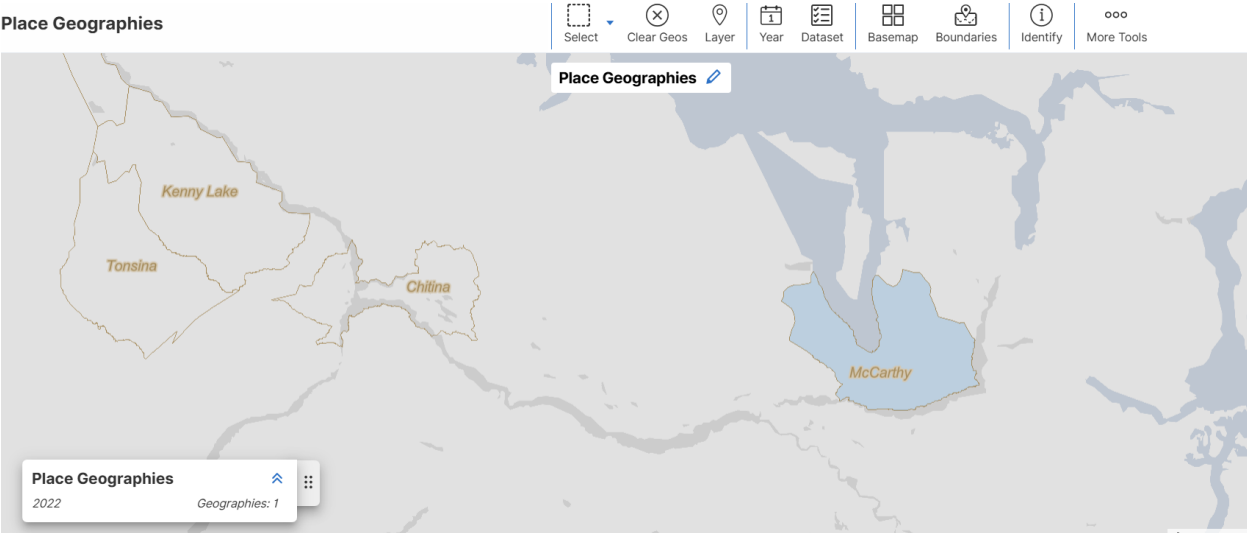 Place Geographies
Select Clear Geos Layer Year Dataset Basemap Boundaries Identify More Tools
Place Geographies
Kenny Lake
Tonsina
Chitina
McCarthy
Place Geographies
2022 Geographies: 1